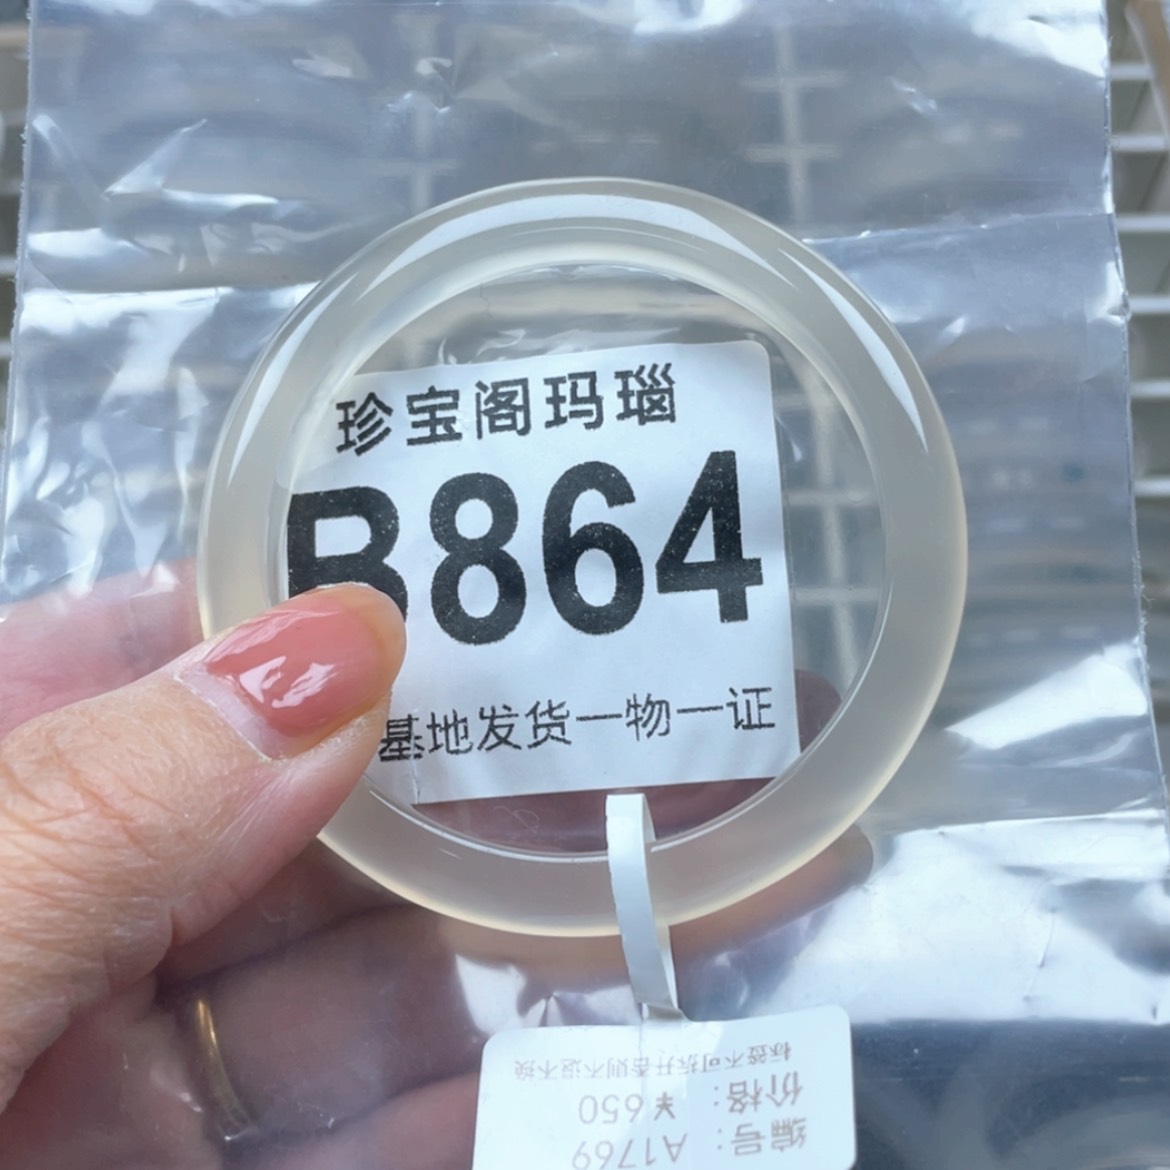 珍宝阁玛瑙
B864
基地发货一物一证
编号：A1769
价格：￥650
标签不可拆开否则不退不换